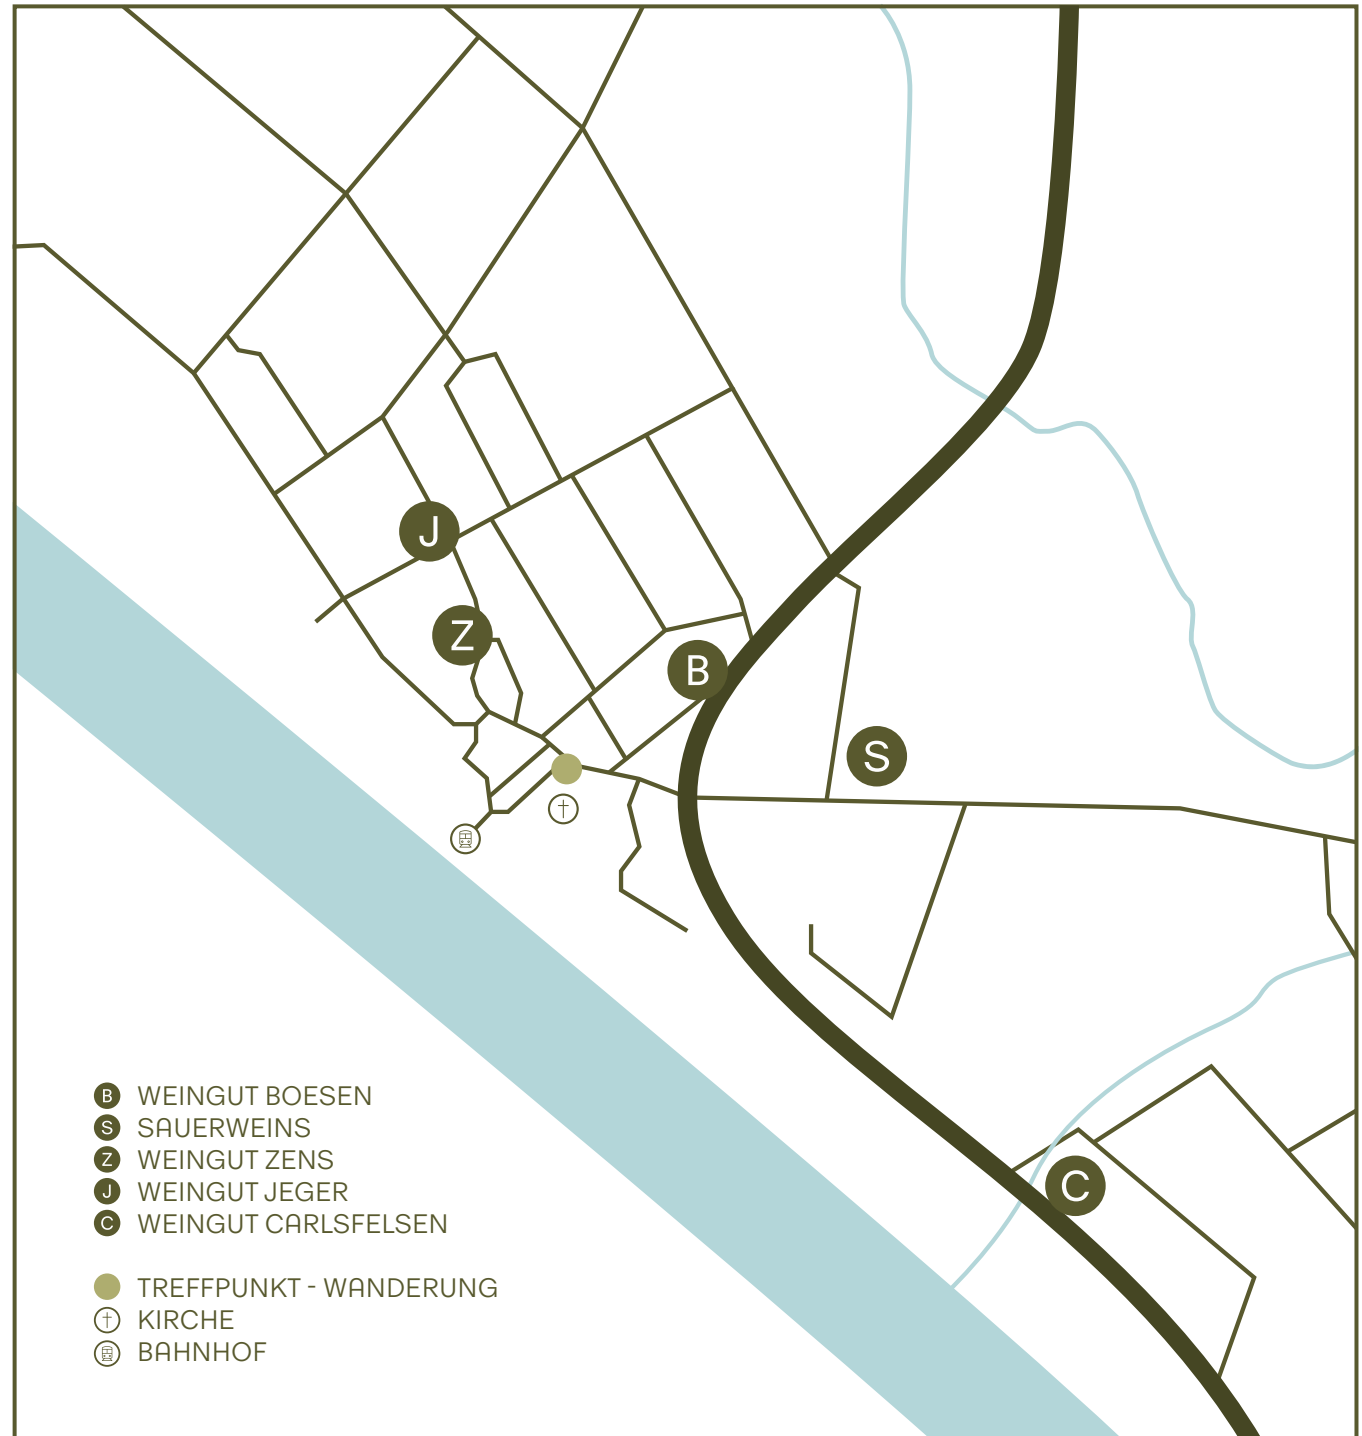 J
Z
B
S
C
B WEINGUT BOESEN
S SAUERWEINS
Z WEINGUT ZENS
J WEINGUT JEGER
C WEINGUT CARLSFELSEN
TREFFPUNKT - WANDERUNG
KIRCHE
BAHNHOF